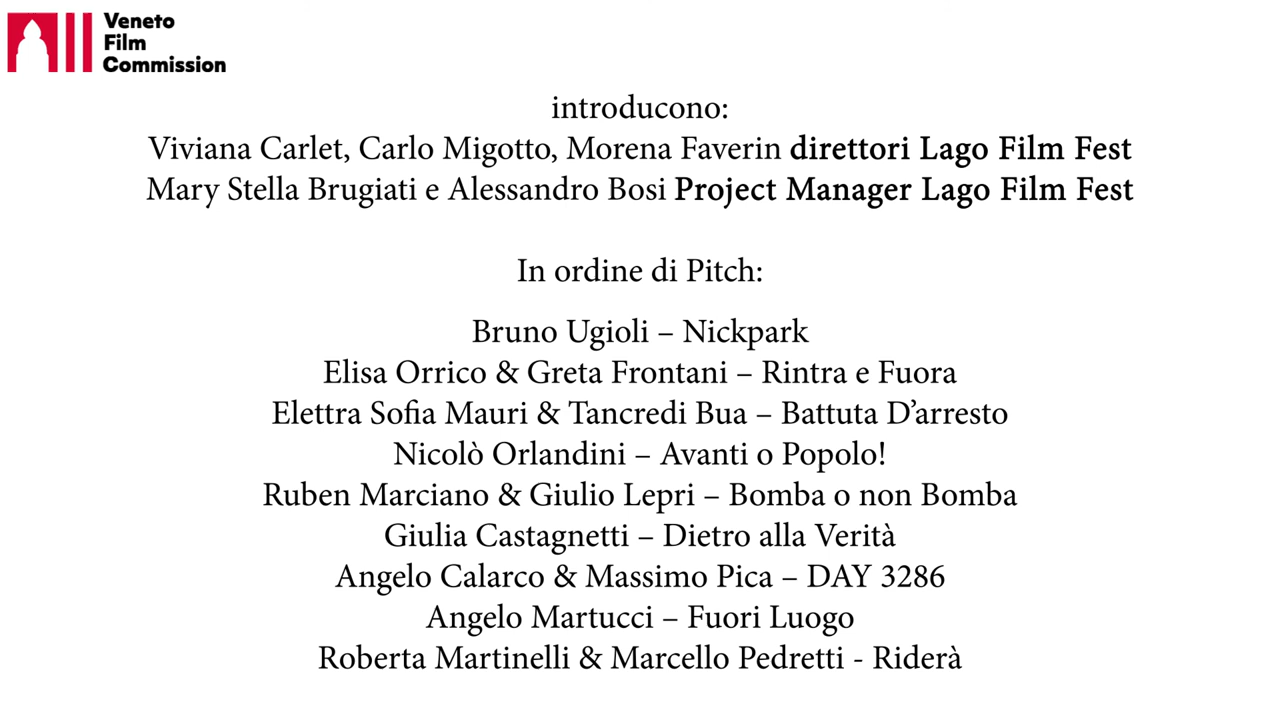 Veneto
Film
Commission
introducono:
Viviana Carlet, Carlo Migotto, Morena Faverin direttori Lago Film Fest
Mary Stella Brugiati e Alessandro Bosi Project Manager Lago Film Fest
In ordine di Pitch:
Bruno Ugioli – Nickpark
Elisa Orrico & Greta Frontani – Rintra e Fuora
Elettra Sofia Mauri & Tancredi Bua – Battuta D’arresto
Nicolò Orlandini – Avanti o Popolo!
Ruben Marciano & Giulio Lepri – Bomba o non Bomba
Giulia Castagnetti – Dietro alla Verità
Angelo Calarco & Massimo Pica – DAY 3286
Angelo Martucci – Fuori Luogo
Roberta Martinelli & Marcello Pedretti - Riderà